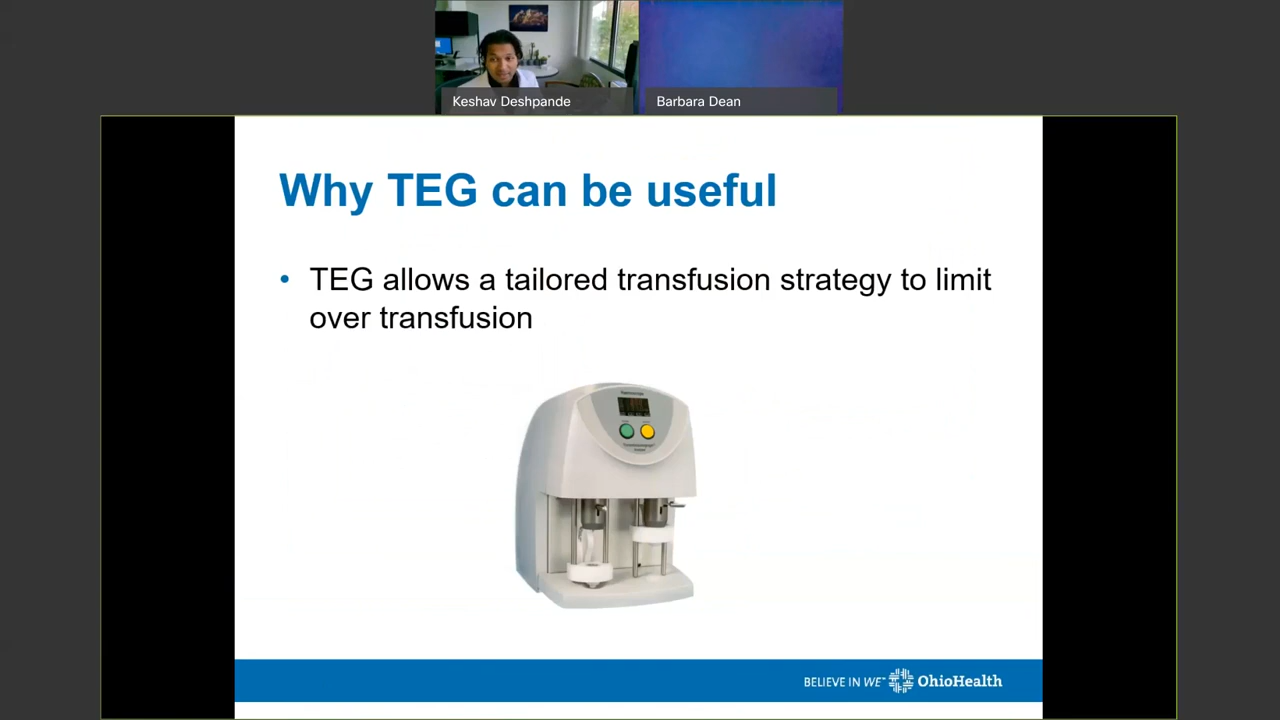 Keshav Deshpande
Barbara Dean
Why TEG can be useful
• TEG allows a tailored transfusion strategy to limit
over transfusion
BELIEVE IN WE℠ OhioHealth